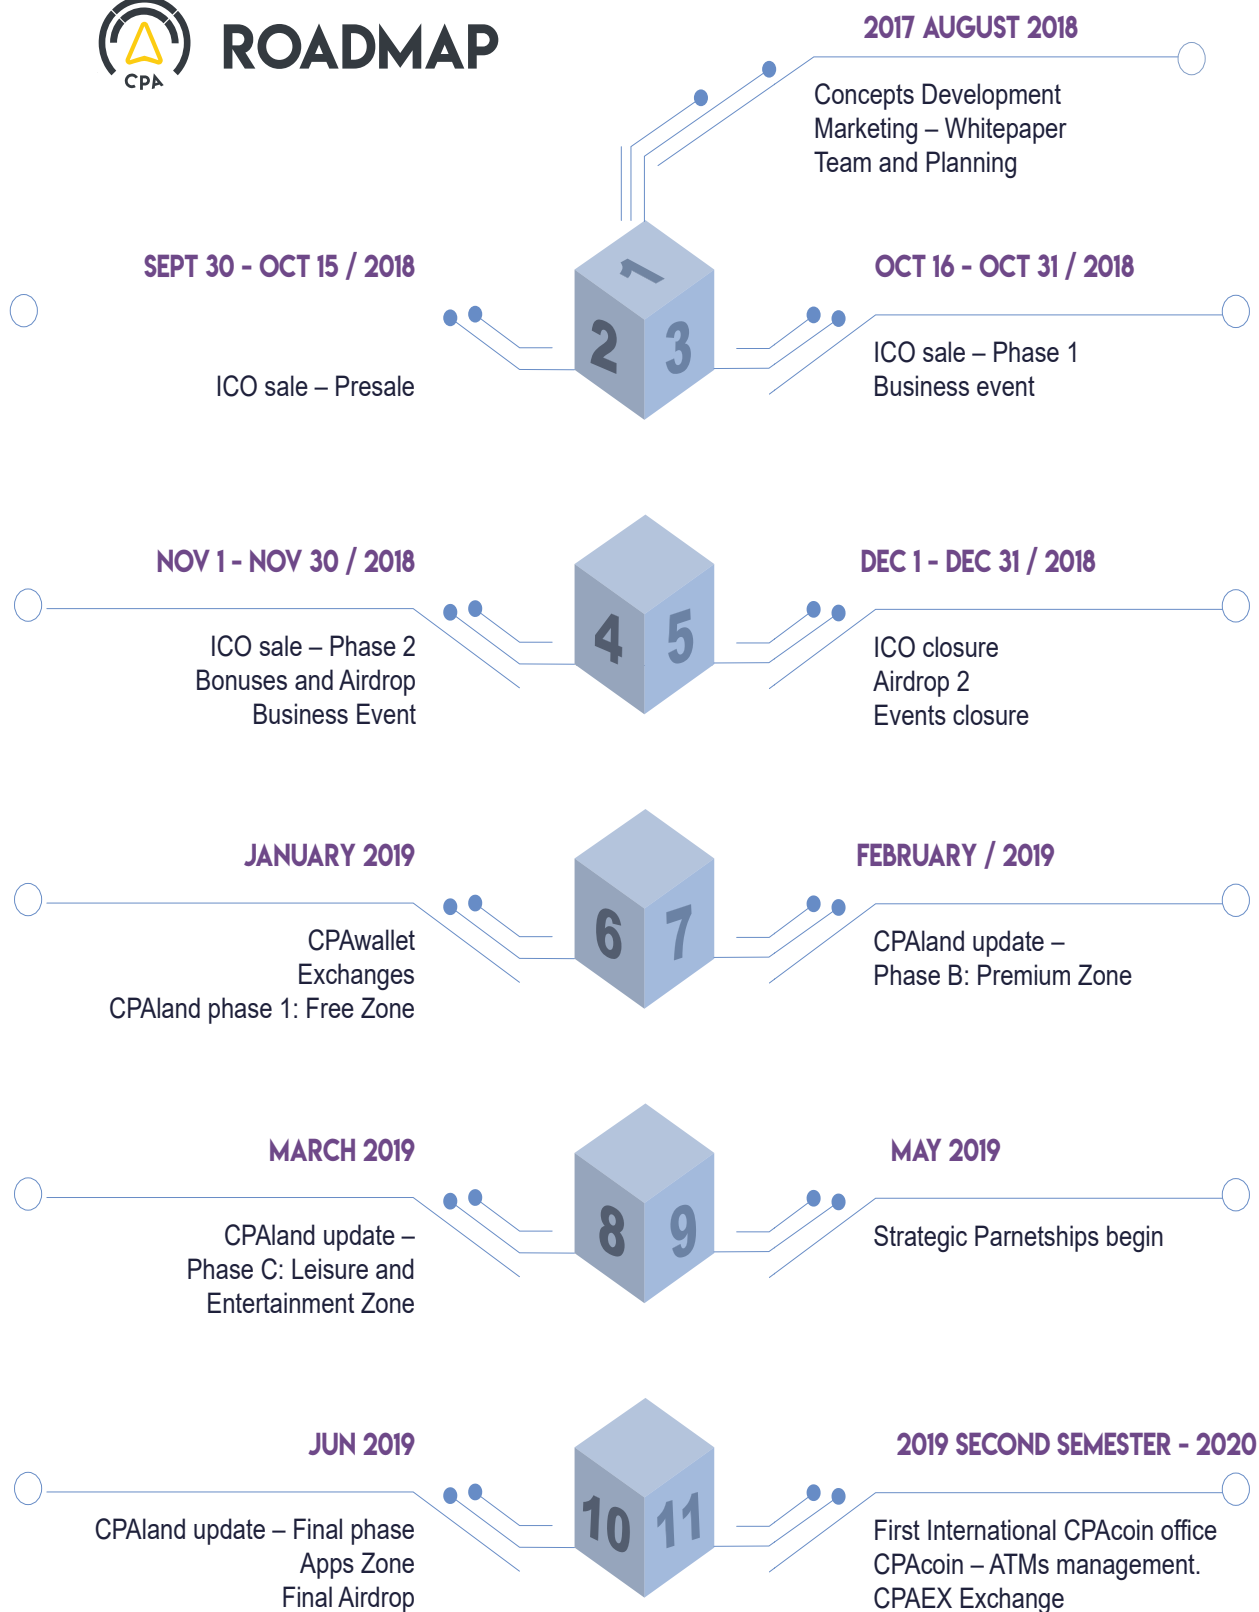 CPA
ROADMAP
2017 AUGUST 2018
Concepts Development
Marketing – Whitepaper
Team and Planning
1
SEPT 30 - OCT 15 / 2018
ICO sale – Presale
2
3
OCT 16 - OCT 31 / 2018
ICO sale – Phase 1
Business event
NOV 1 - NOV 30 / 2018
ICO sale – Phase 2
Bonuses and Airdrop
Business Event
4
5
DEC 1 - DEC 31 / 2018
ICO closure
Airdrop 2
Events closure
JANUARY 2019
CPAwallet
Exchanges
CPAland phase 1: Free Zone
6
7
FEBRUARY / 2019
CPAland update –
Phase B: Premium Zone
MARCH 2019
CPAland update –
Phase C: Leisure and
Entertainment Zone
8
9
MAY 2019
Strategic Parnetships begin
JUN 2019
CPAland update – Final phase
Apps Zone
Final Airdrop
10
11
2019 SECOND SEMESTER - 2020
First International CPAcoin office
CPAcoin – ATMs management.
CPAEX Exchange